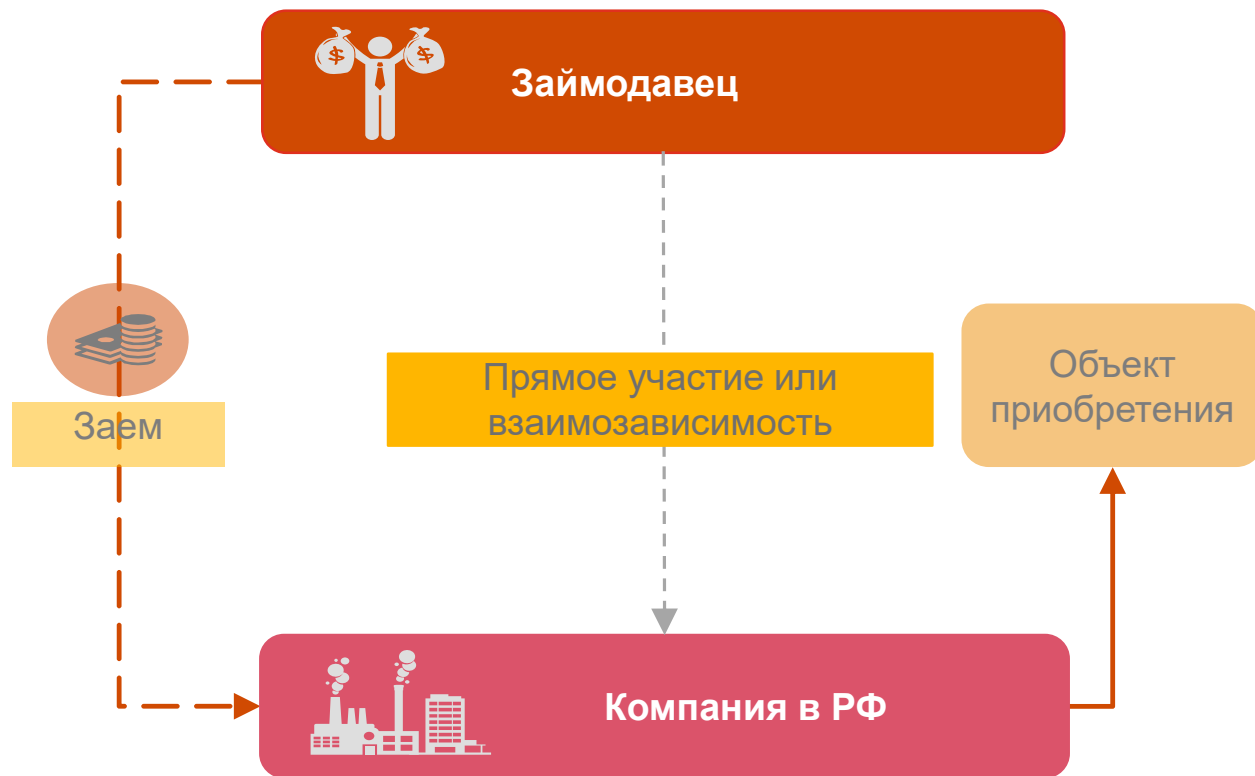 Займодавец
Прямое участие или
взаимозависимость
Объект
приобретения
Заем
Компания в РФ